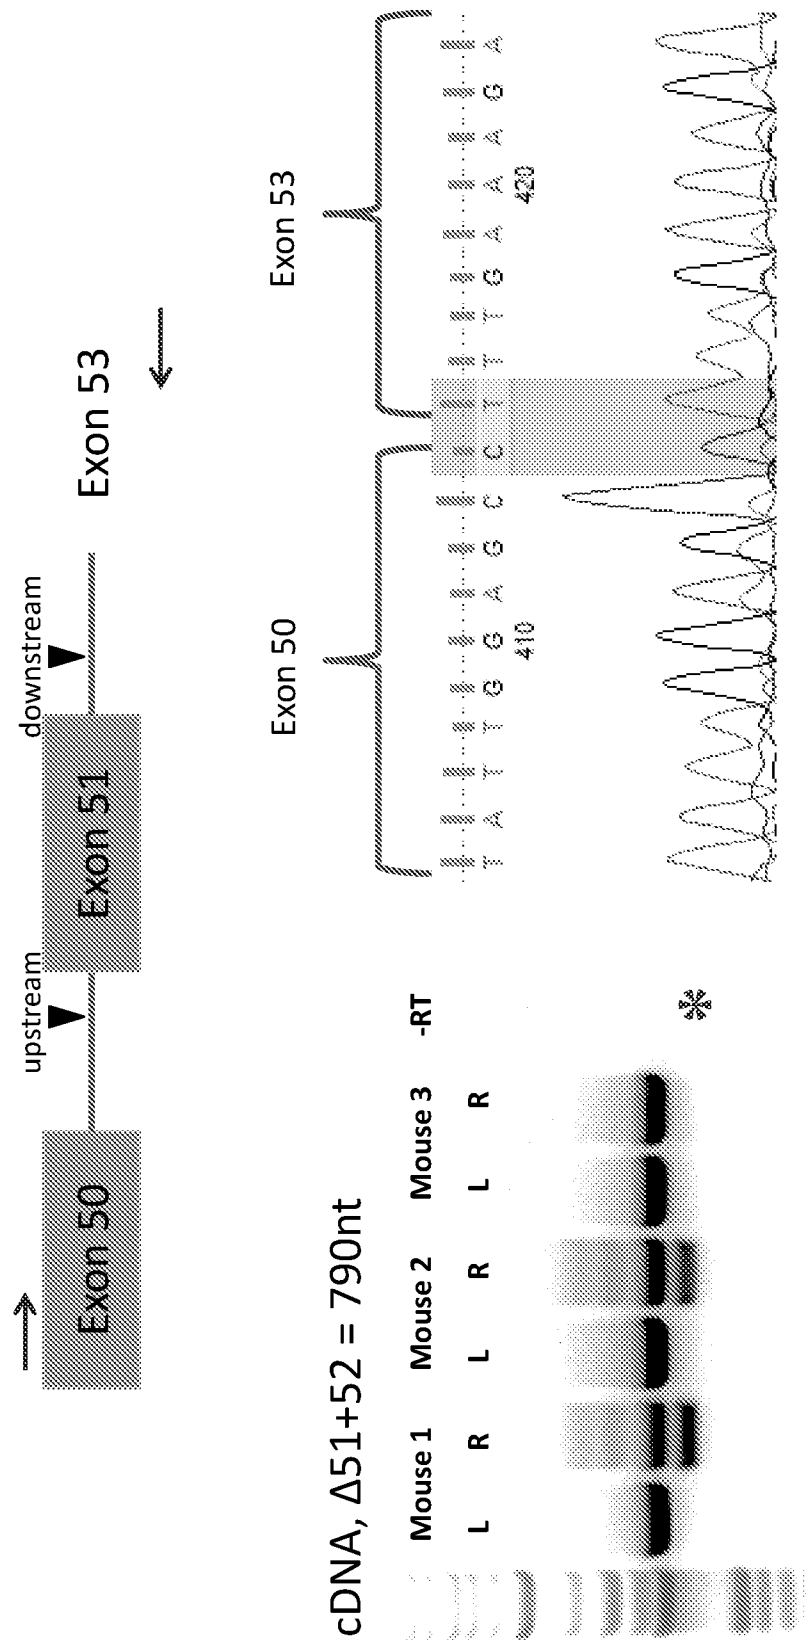 upstream downstream
Exon 50 Exon 51 Exon 53
cDNA, Δ51+52 = 790nt
Mouse 1 Mouse 2 Mouse 3 -RT
L R L R L R
*
Exon 50 Exon 53
T A T T G G A G C C T T T G A A A G A
410 420